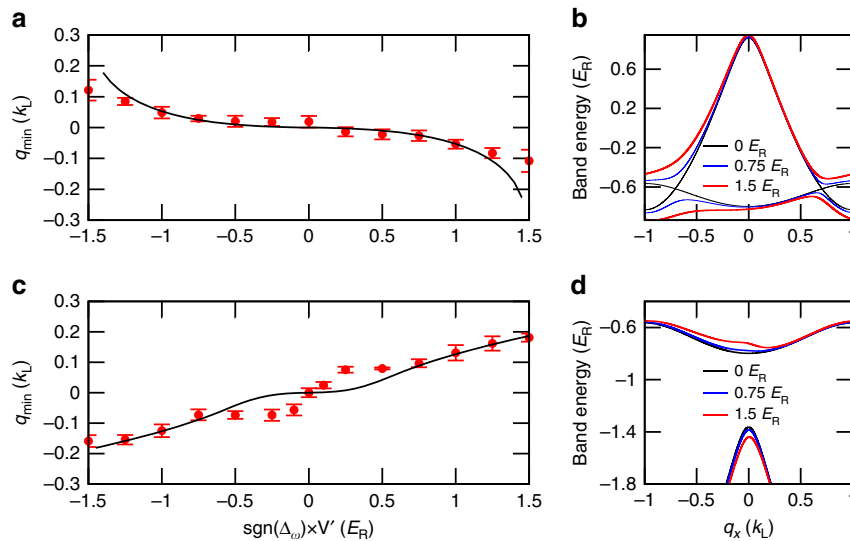 a
0.3
0.2
0.1
0
−0.1
−0.2
−0.3
q_min (k_L)
−1.5 −1 −0.5 0 0.5 1 1.5
b
0.9
0.2
−0.2
−0.6
Band energy (E_R)
0 E_R
0.75 E_R
1.5 E_R
−1 −0.5 0 0.5 1
c
0.3
0.2
0.1
0
−0.1
−0.2
−0.3
q_min (k_L)
−1.5 −1 −0.5 0 0.5 1 1.5
sgn(Δ_ω)×V′ (E_R)
d
−0.6
−1
−1.4
−1.8
Band energy (E_R)
0 E_R
0.75 E_R
1.5 E_R
−1 −0.5 0 0.5 1
q_x (k_L)